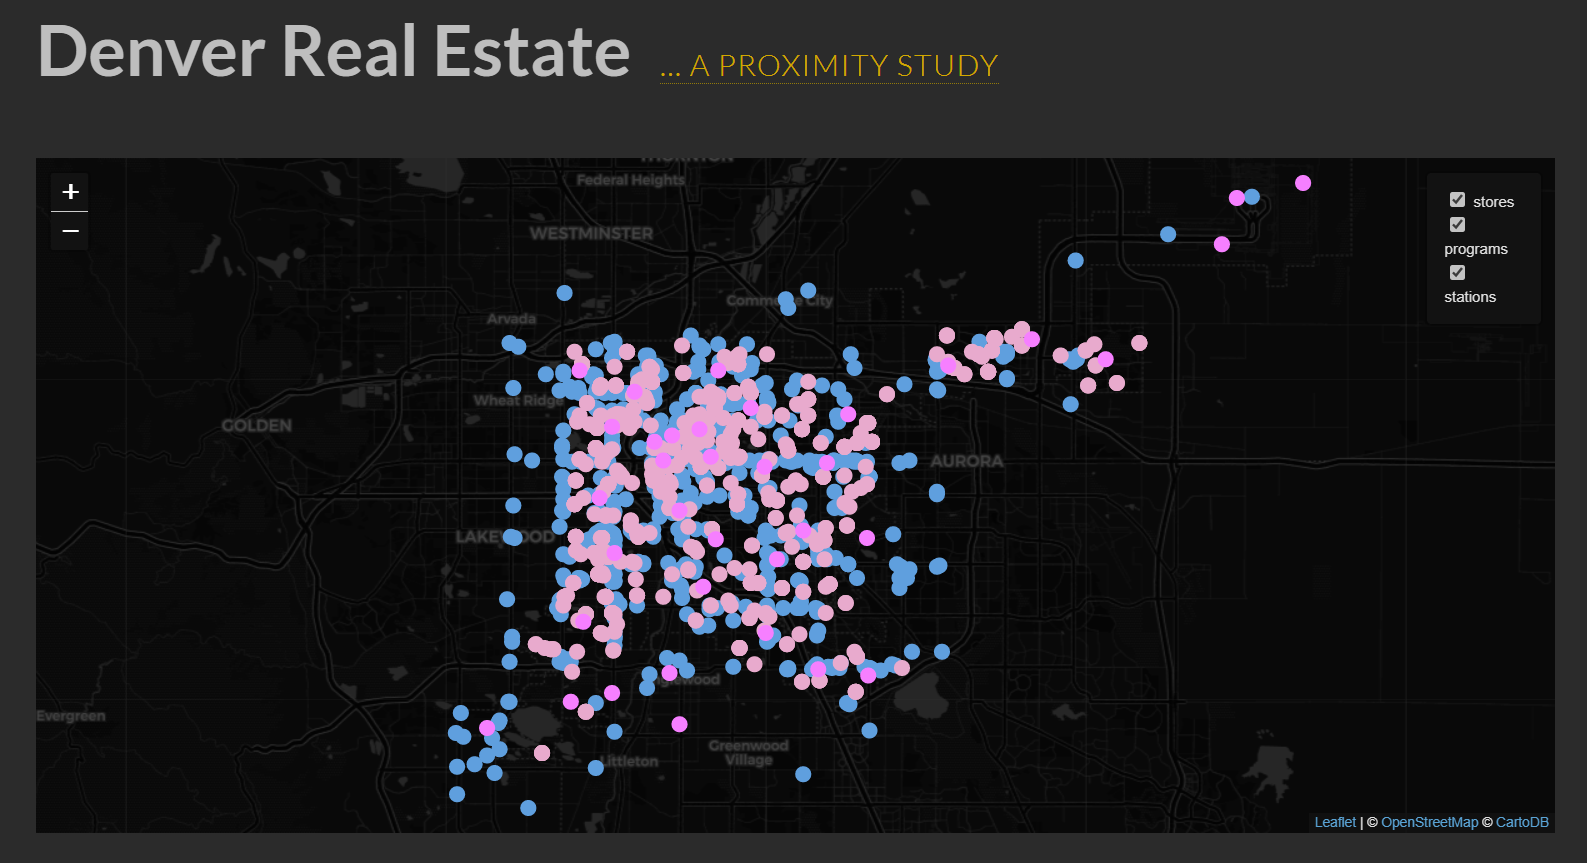 Denver Real Estate ... A PROXIMITY STUDY
+
−
stores
programs
stations
THORNTON
Federal Heights
WESTMINSTER
Commerce City
Arvada
Wheat Ridge
GOLDEN
AURORA
LAKEWOOD
Englewood
Evergreen
Greenwood
Village
Littleton
Leaflet | © OpenStreetMap © CartoDB